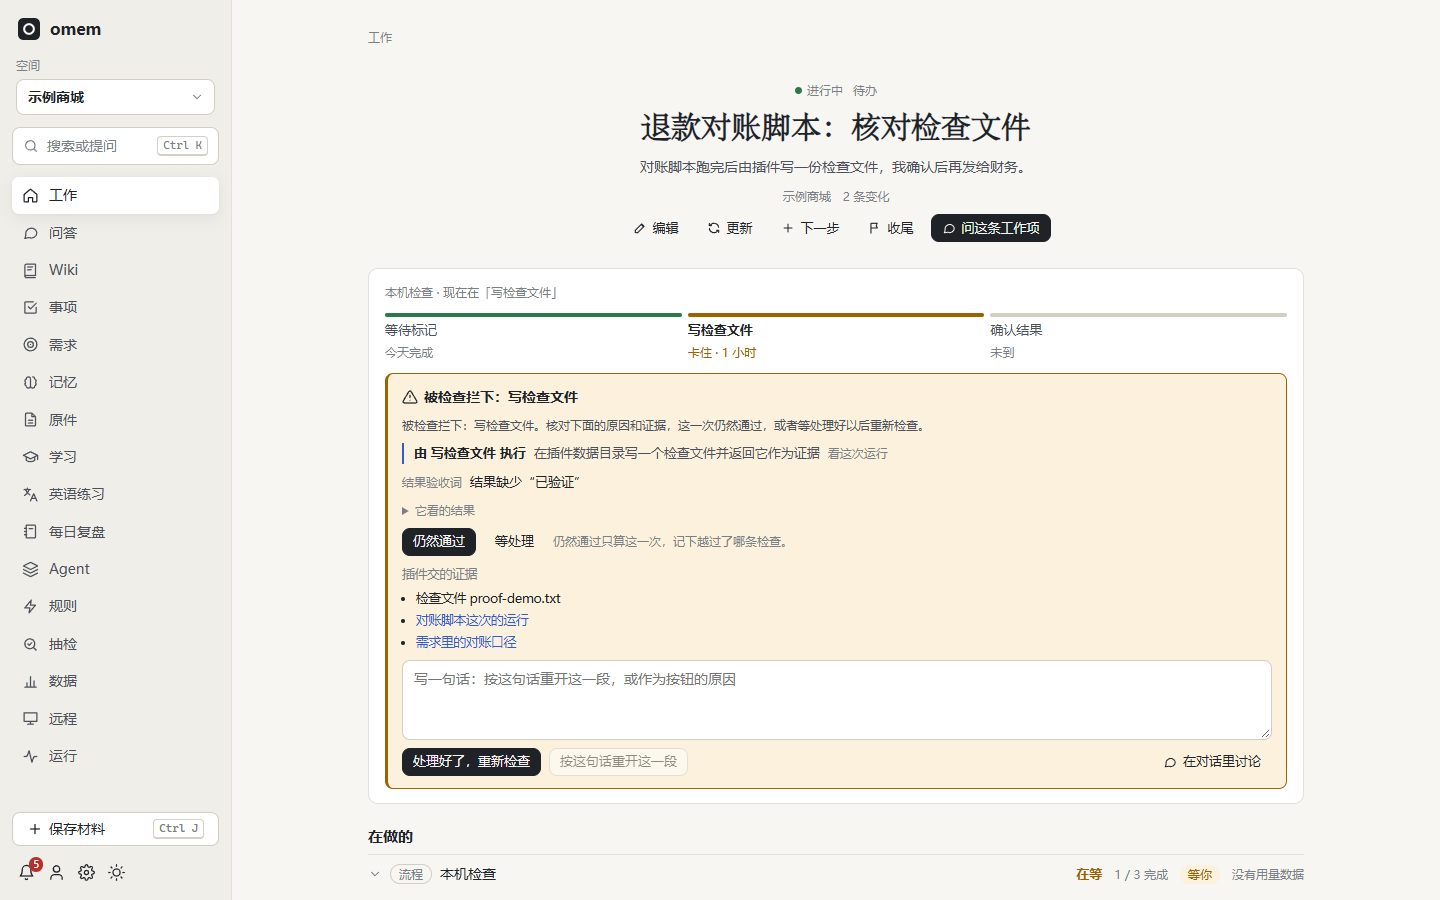 omem
空间
示例商城
搜索或提问 Ctrl K
工作
问答
Wiki
事项
需求
记忆
原件
学习
英语练习
每日复盘
Agent
规则
抽检
数据
远程
运行
保存材料 Ctrl J
5
工作
进行中 待办
退款对账脚本：核对检查文件
对账脚本跑完后由插件写一份检查文件，我确认后再发给财务。
示例商城 2 条变化
编辑 更新 下一步 收尾 问这条工作项
本机检查 · 现在在「写检查文件」
等待标记 写检查文件 确认结果
今天完成 卡住 · 1 小时 未到
被检查拦下：写检查文件
被检查拦下：写检查文件。核对下面的原因和证据，这一次仍然通过，或者等处理好以后重新检查。
由 写检查文件 执行 在插件数据目录写一个检查文件并返回它作为证据 看这次运行
结果验收词 结果缺少“已验证”
它看的结果
仍然通过 等处理 仍然通过只算这一次，记下越过了哪条检查。
插件交的证据
检查文件 proof-demo.txt
对账脚本这次的运行
需求里的对账口径
写一句话：按这句话重开这一段，或作为按钮的原因
处理好了，重新检查 按这句话重开这一段 在对话里讨论
在做的
流程 本机检查 在等 1 / 3 完成 等你 没有用量数据